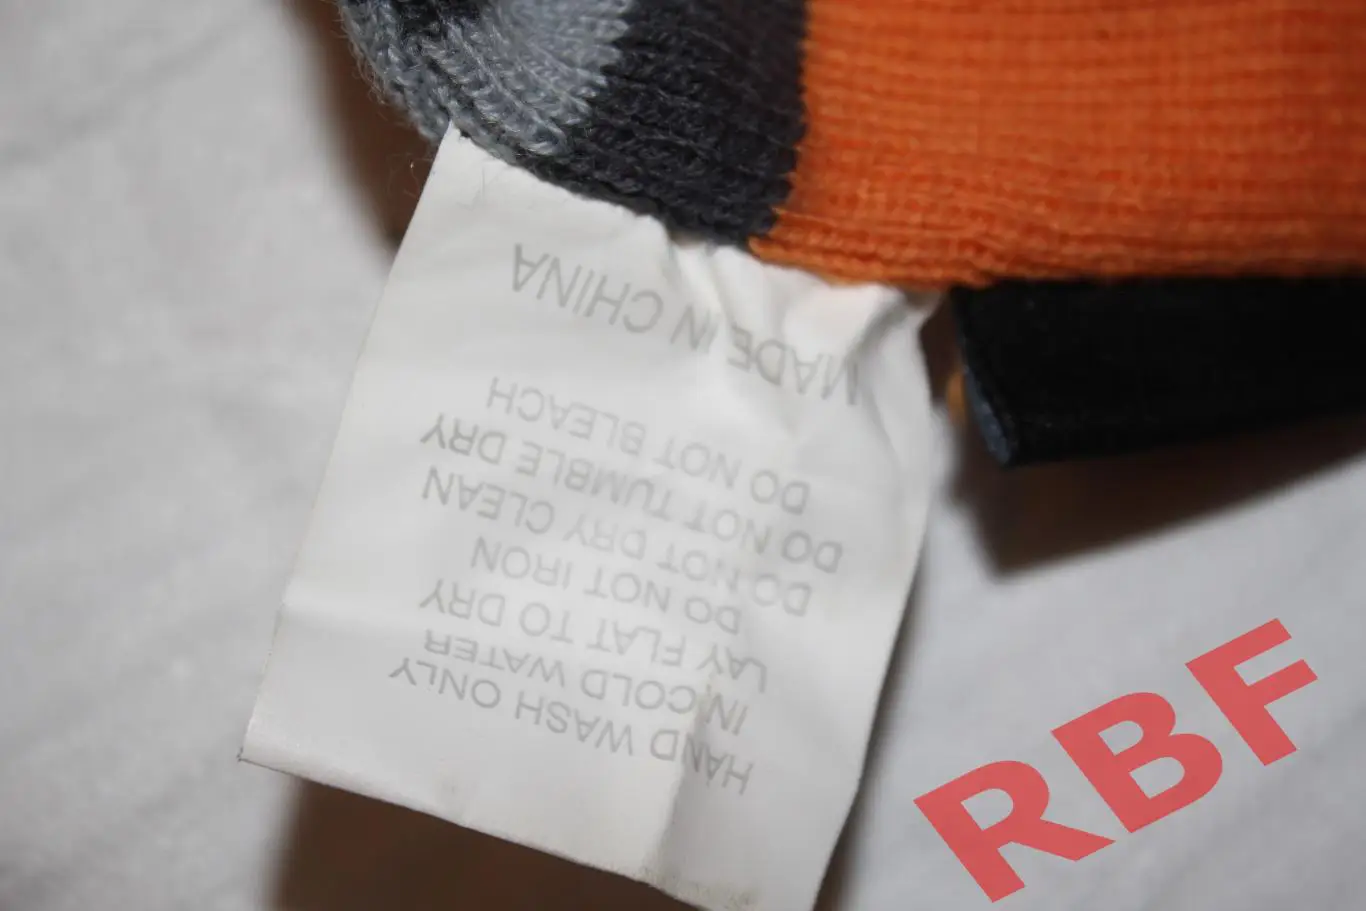 HAND WASH ONLY
IN COLD WATER
LAY FLAT TO DRY
DO NOT IRON
DO NOT DRY CLEAN
DO NOT TUMBLE DRY
DO NOT BLEACH
MADE IN CHINA
RBF